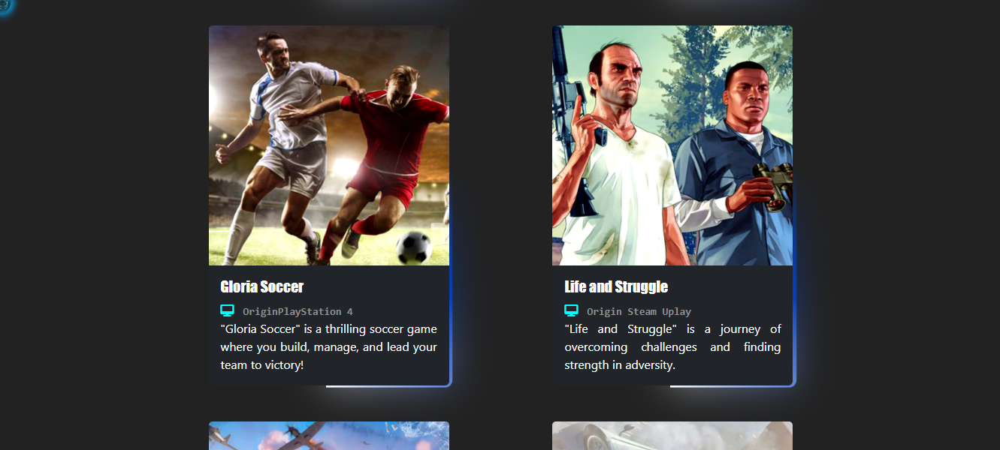 Gloria Soccer
OriginPlayStation 4
"Gloria Soccer" is a thrilling soccer game
where you build, manage, and lead your
team to victory!
Life and Struggle
Origin Steam Uplay
"Life and Struggle" is a journey of
overcoming challenges and finding
strength in adversity.